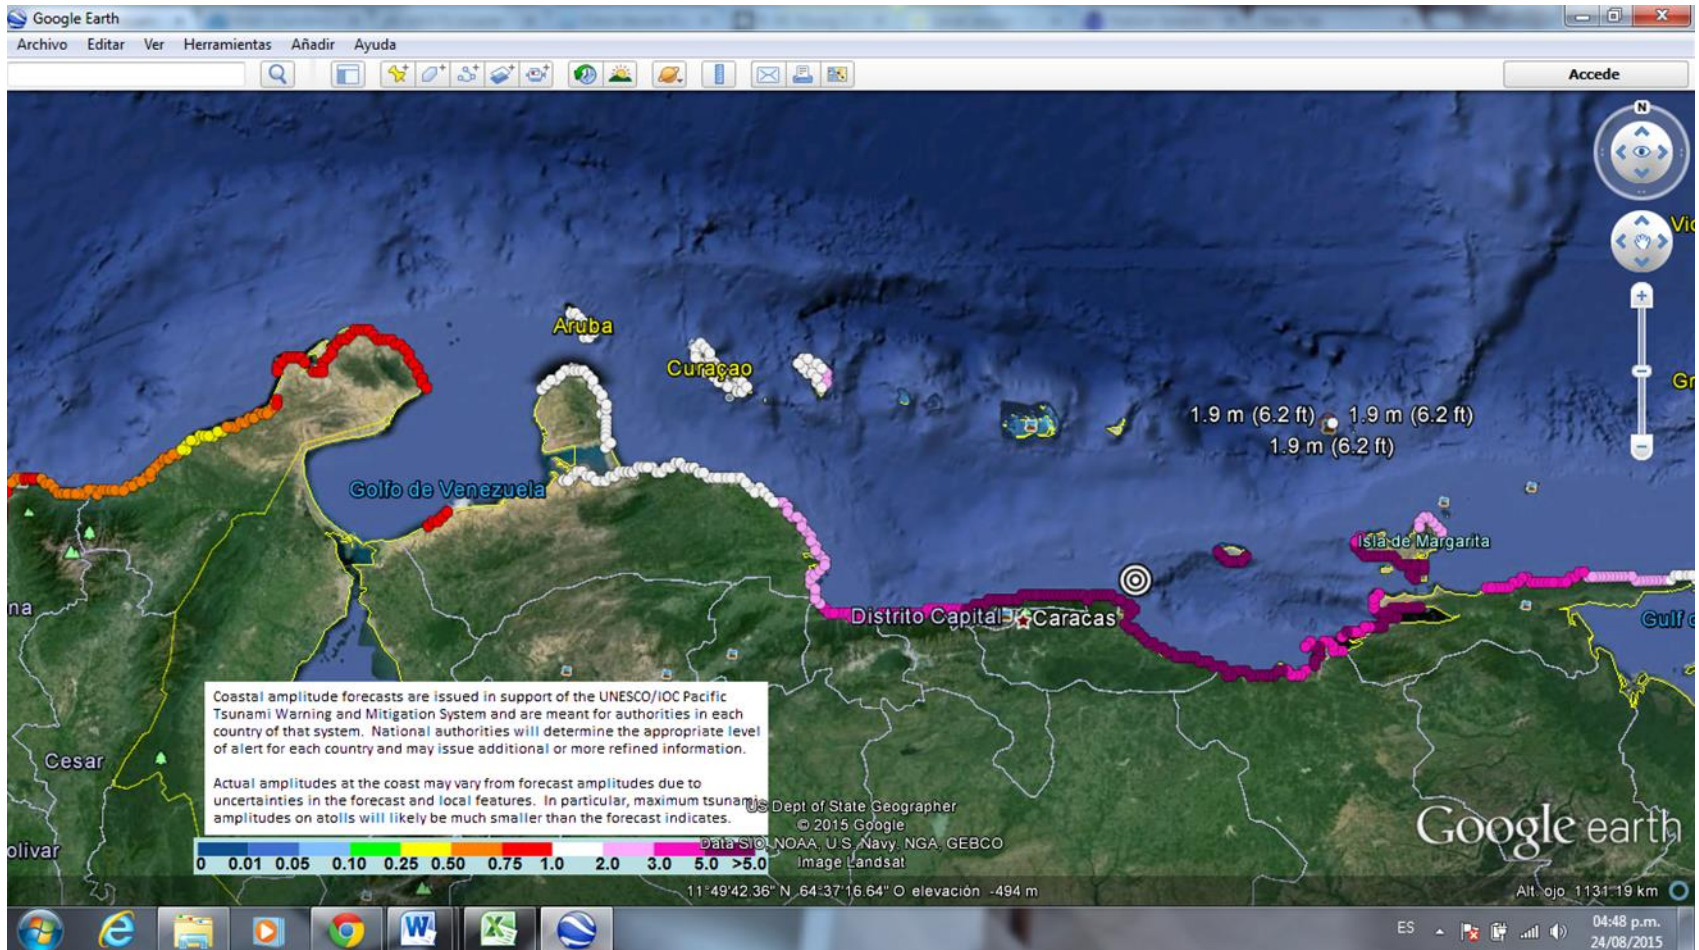 Google Earth
Archivo Editar Ver Herramientas Añadir Ayuda
Accede
N
Aruba
Curaçao
1.9 m (6.2 ft) 1.9 m (6.2 ft)
1.9 m (6.2 ft)
Golfo de Venezuela
Isla de Margarita
Distrito Capital
Caracas
Cesar
Coastal amplitude forecasts are issued in support of the UNESCO/IOC Pacific
Tsunami Warning and Mitigation System and are meant for authorities in each
country of that system. National authorities will determine the appropriate level
of alert for each country and may issue additional or more refined information.
Actual amplitudes at the coast may vary from forecast amplitudes due to
uncertainties in the forecast and local features. In particular, maximum tsunami
amplitudes on atolls will likely be much smaller than the forecast indicates.
0 0.01 0.05 0.10 0.25 0.50 0.75 1.0 2.0 3.0 5.0 >5.0
US Dept of State Geographer
© 2015 Google
Data SIO, NOAA, U.S. Navy, NGA, GEBCO
Image Landsat
Google earth
11°49'42.36" N 64°37'16.64" O elevación -494 m
Alt. ojo 1131.19 km
ES
04:48 p.m.
24/08/2015